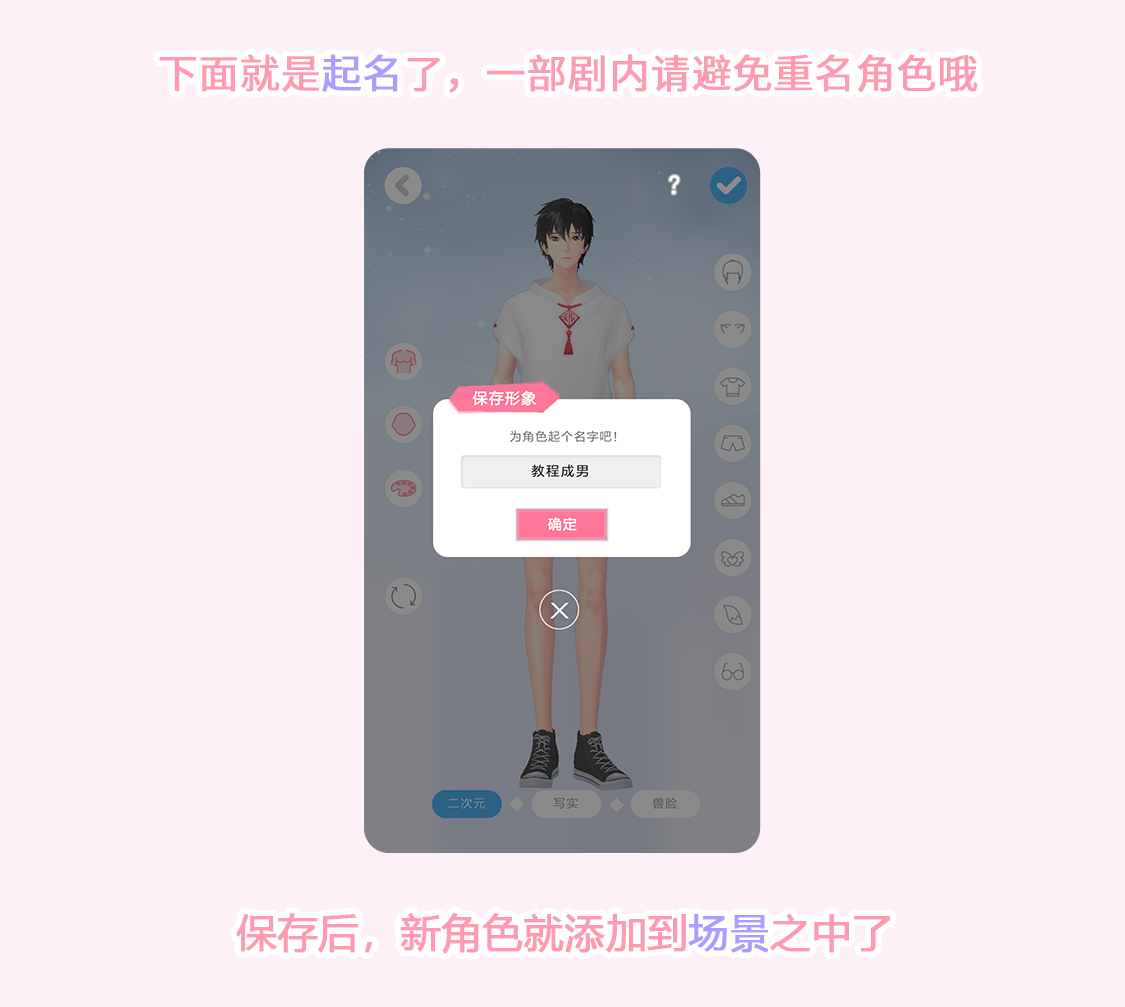 下面就是起名了，一部剧内请避免重名角色哦
?
保存形象
为角色起个名字吧!
教程成男
确定
二次元
写实
兽脸
保存后，新角色就添加到场景之中了